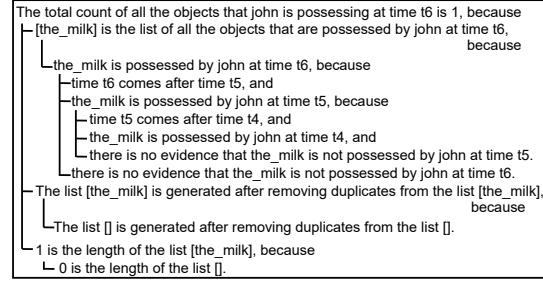 The total count of all the objects that john is possessing at time t6 is 1, because
[the_milk] is the list of all the objects that are possessed by john at time t6,
because
the_milk is possessed by john at time t6, because
time t6 comes after time t5, and
the_milk is possessed by john at time t5, because
time t5 comes after time t4, and
the_milk is possessed by john at time t4, and
there is no evidence that the_milk is not possessed by john at time t5.
there is no evidence that the_milk is not possessed by john at time t6.
The list [the_milk] is generated after removing duplicates from the list [the_milk],
because
The list [] is generated after removing duplicates from the list [].
1 is the length of the list [the_milk], because
0 is the length of the list [].